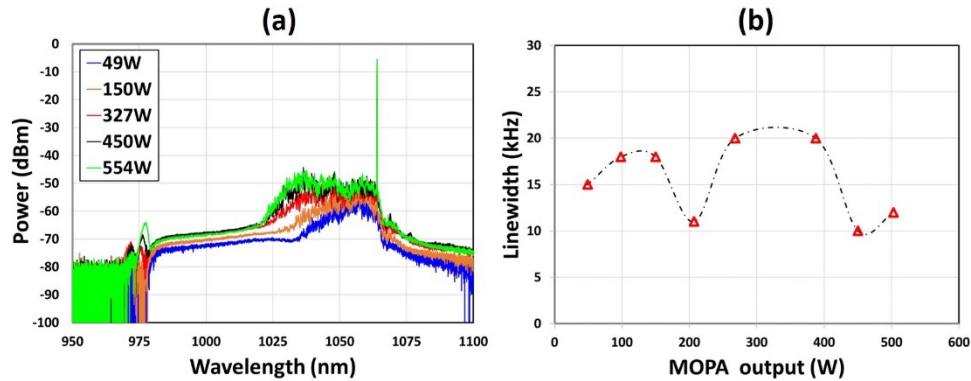 (a)
Power (dBm)
0
-10
-20
-30
-40
-50
-60
-70
-80
-90
-100
49W
150W
327W
450W
554W
950
975
1000
1025
1050
1075
1100
Wavelength (nm)
(b)
Linewidth (kHz)
30
25
20
15
10
5
0
0
100
200
300
400
500
600
MOPA output (W)